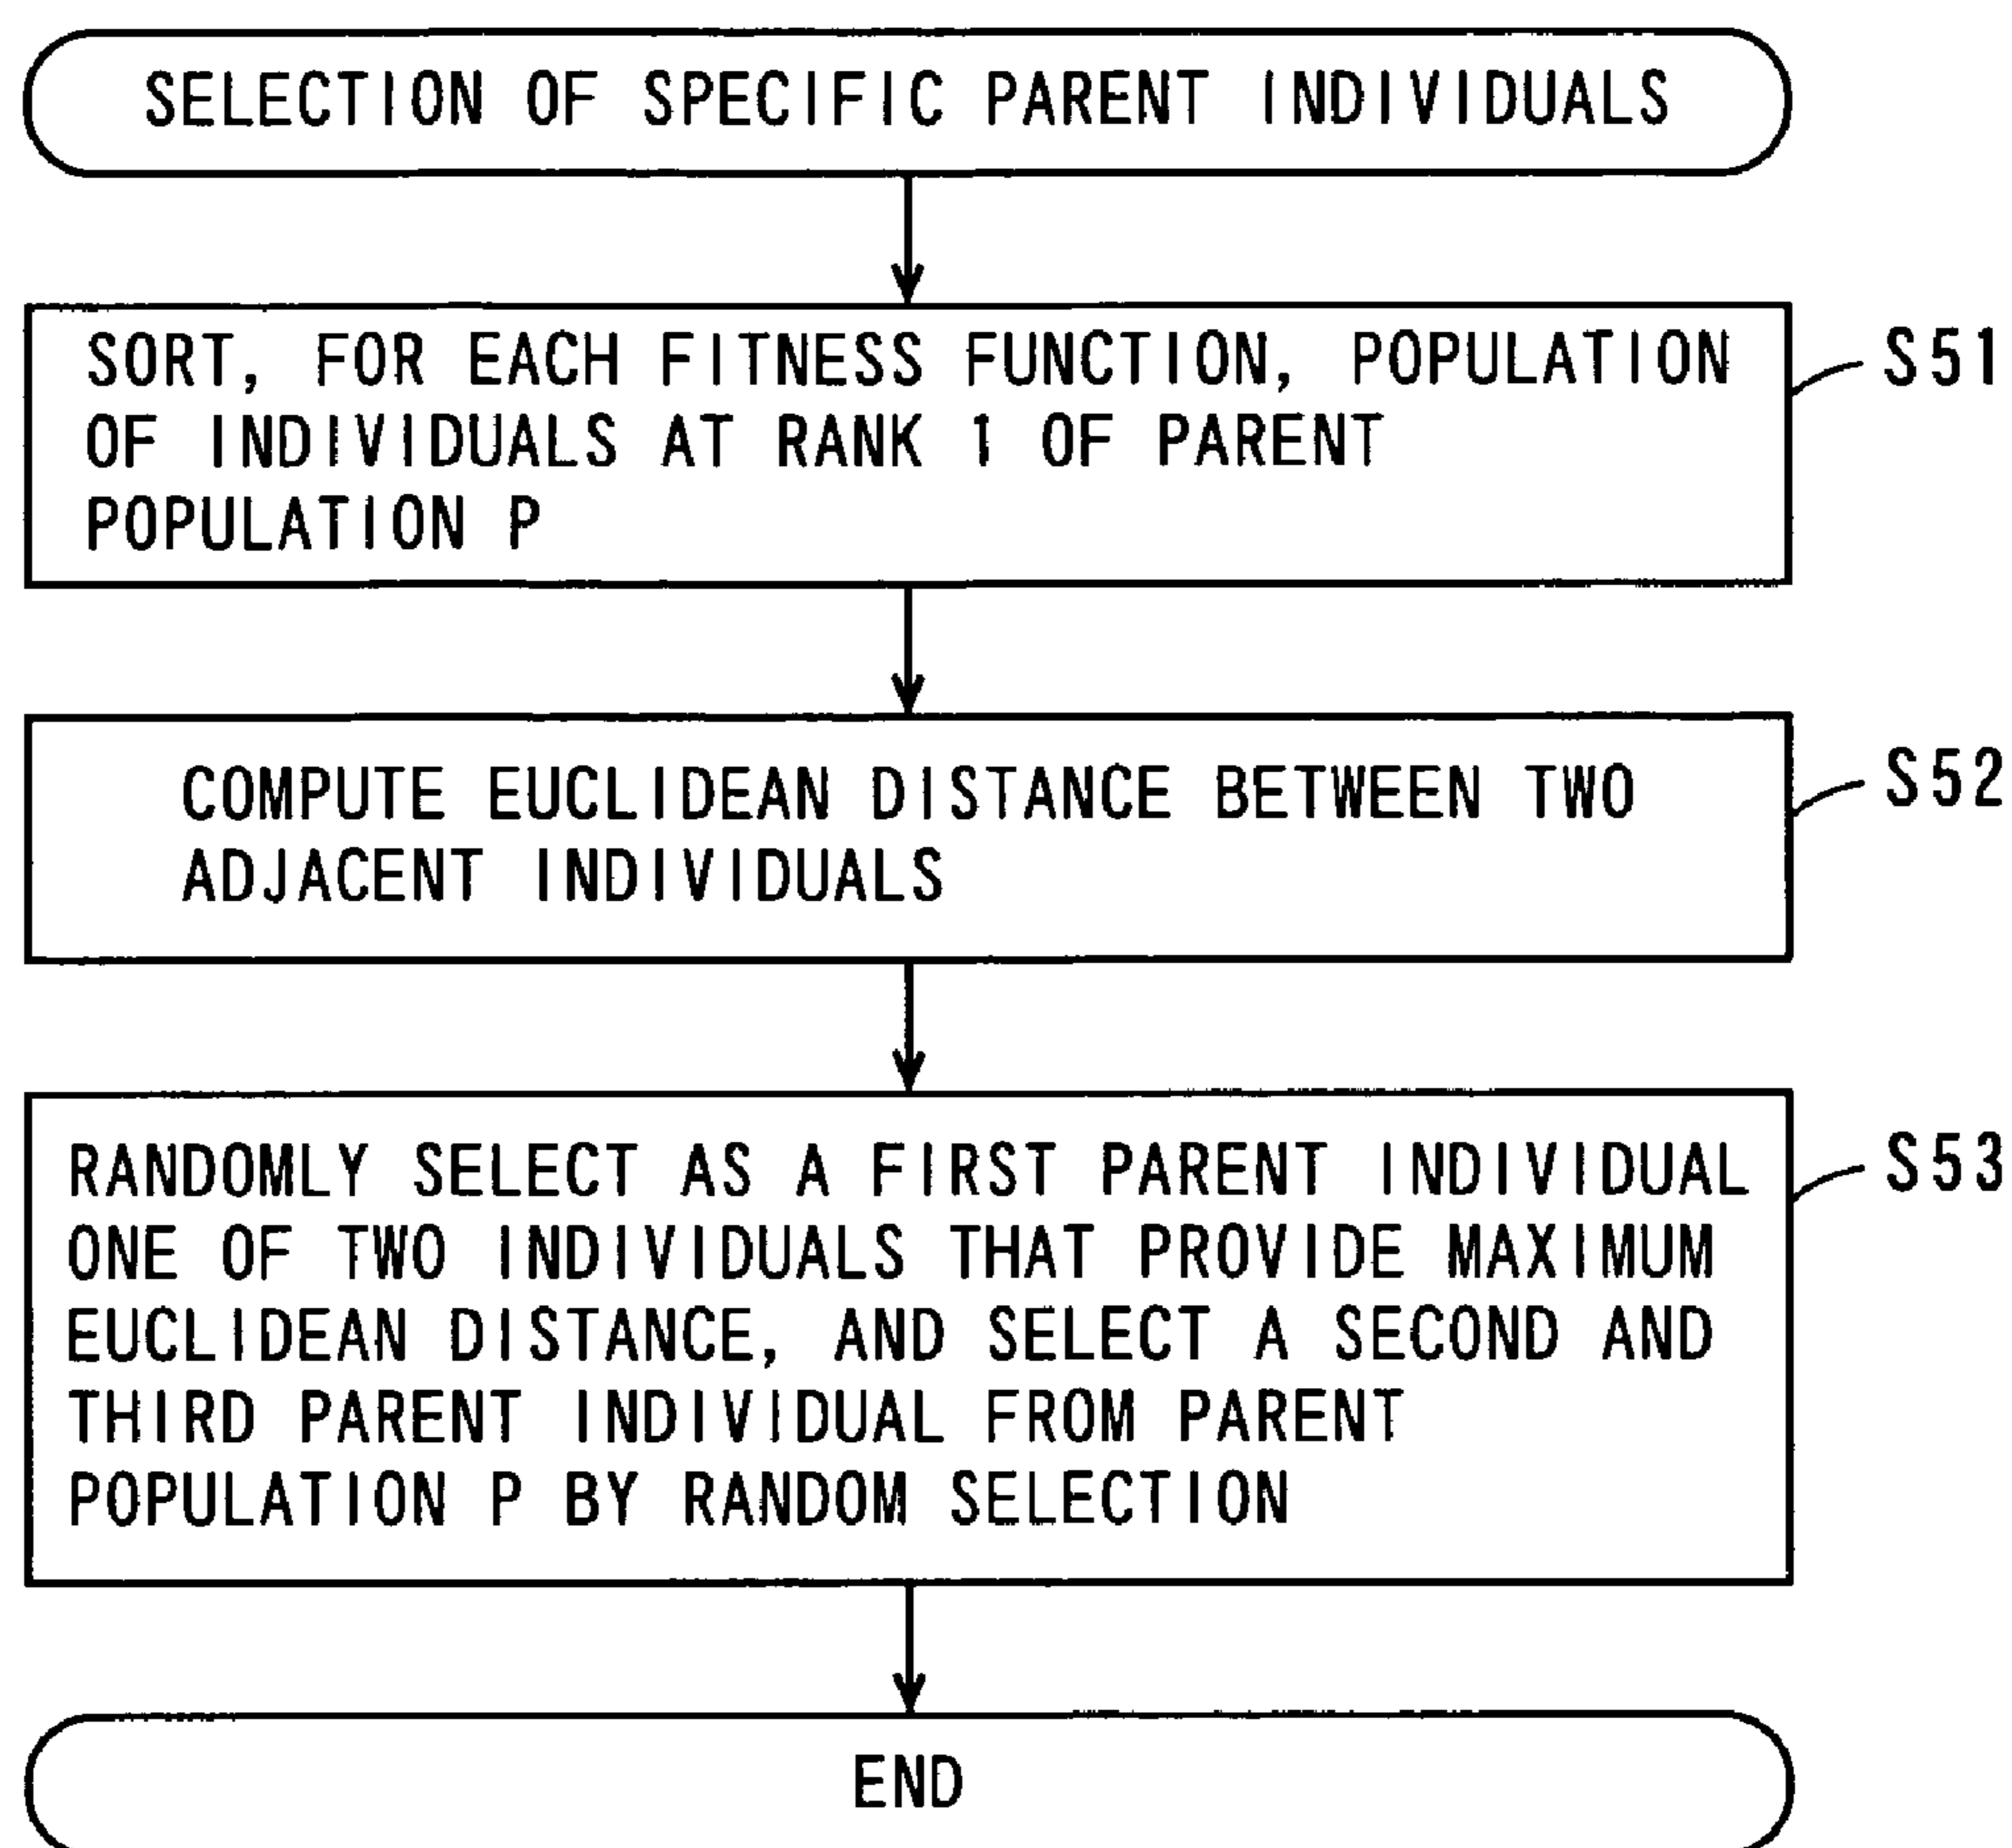 SELECTION OF SPECIFIC PARENT INDIVIDUALS
SORT, FOR EACH FITNESS FUNCTION, POPULATION
OF INDIVIDUALS AT RANK 1 OF PARENT
POPULATION P
S51
COMPUTE EUCLIDEAN DISTANCE BETWEEN TWO
ADJACENT INDIVIDUALS
S52
RANDOMLY SELECT AS A FIRST PARENT INDIVIDUAL
ONE OF TWO INDIVIDUALS THAT PROVIDE MAXIMUM
EUCLIDEAN DISTANCE, AND SELECT A SECOND AND
THIRD PARENT INDIVIDUAL FROM PARENT
POPULATION P BY RANDOM SELECTION
S53
END